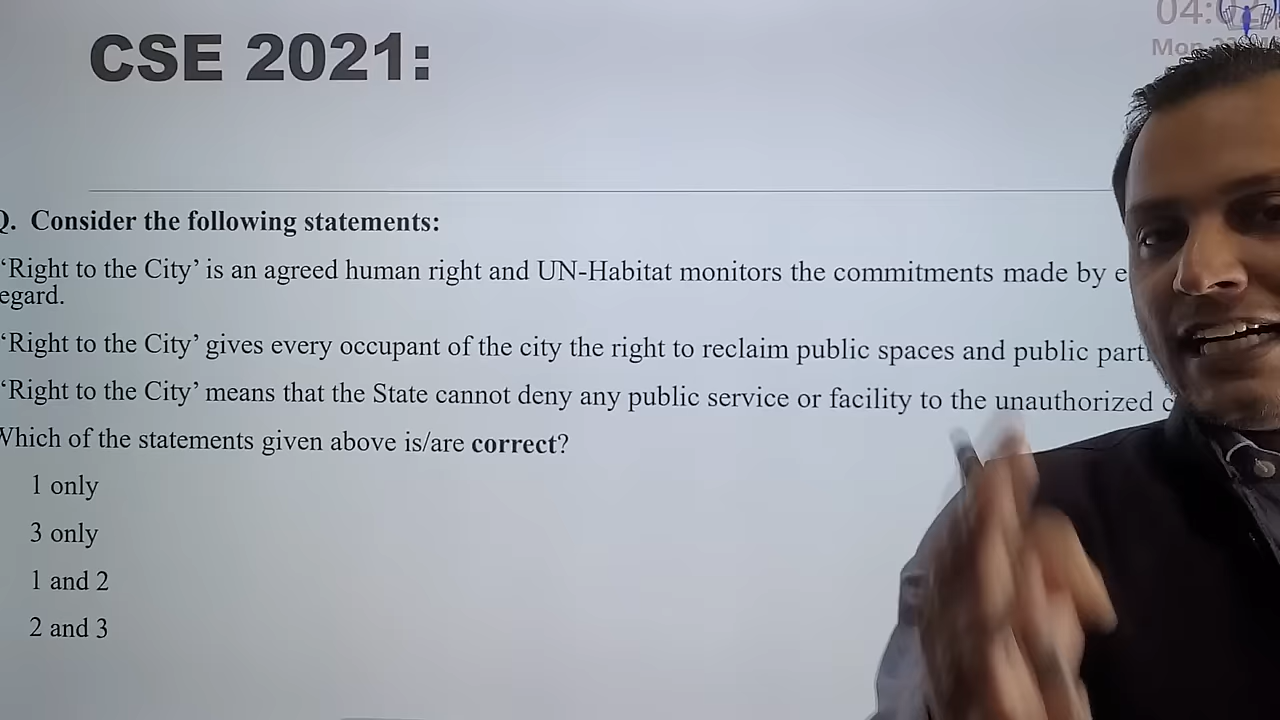 04:0
Mon
CSE 2021:
Q. Consider the following statements:
‘Right to the City’ is an agreed human right and UN-Habitat monitors the commitments made by e
egard.
‘Right to the City’ gives every occupant of the city the right to reclaim public spaces and public parti
‘Right to the City’ means that the State cannot deny any public service or facility to the unauthorized c
Which of the statements given above is/are correct?
1 only
3 only
1 and 2
2 and 3